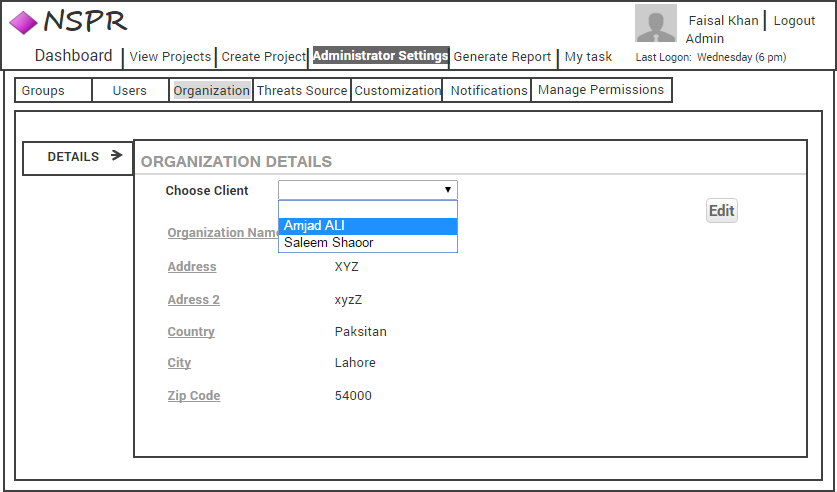 NSPR
Faisal Khan Logout
Admin
Dashboard View Projects Create Project Administrator Settings Generate Report My task Last Logon: Wednesday (6 pm)
Groups Users Organization Threats Source Customization Notifications Manage Permissions
DETAILS
ORGANIZATION DETAILS
Choose Client
Edit
Amjad ALI
Organization Name
Saleem Shaoor
Address XYZ
Adress 2 xyzZ
Country Paksitan
City Lahore
Zip Code 54000